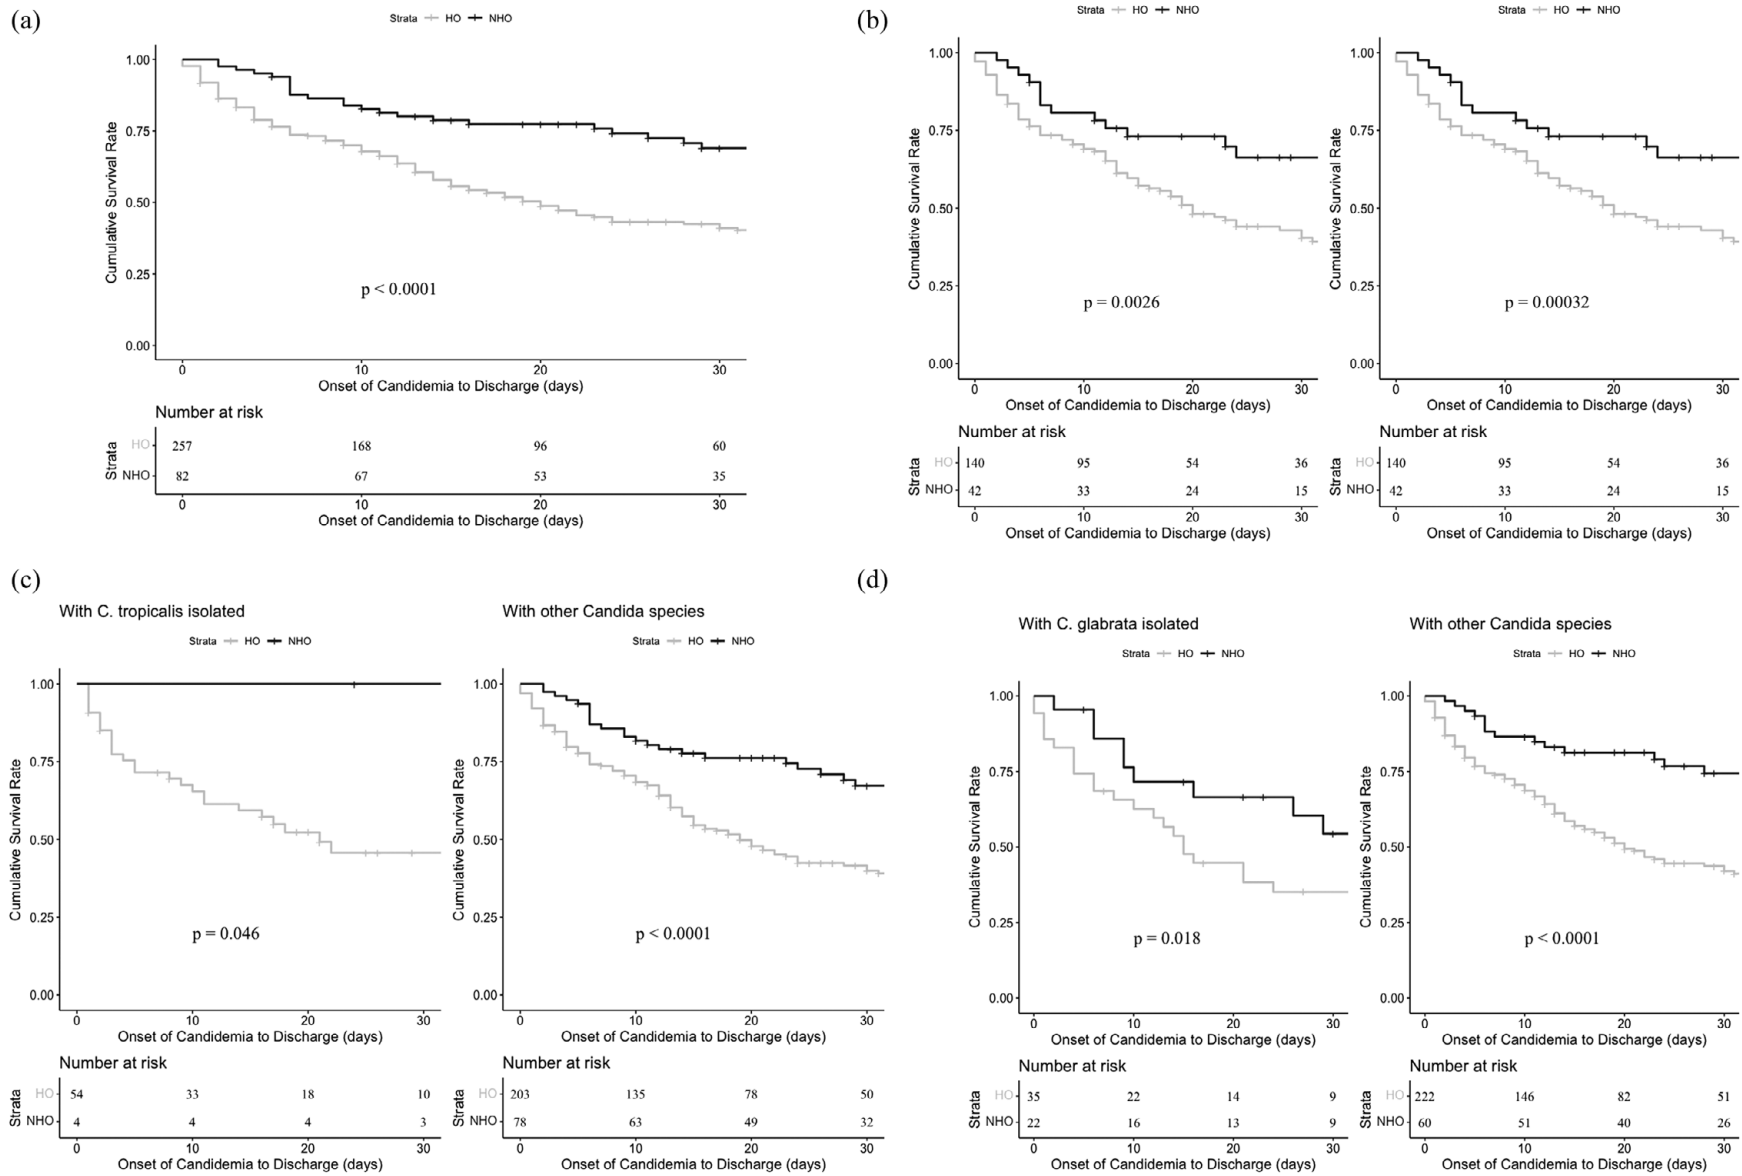 (a)
Strata HO NHO
1.00
0.75
0.50
0.25
0.00
Cumulative Survival Rate
p < 0.0001
0 10 20 30
Onset of Candidemia to Discharge (days)
Number at risk
Strata
HO 257 168 96 60
NHO 82 67 53 35
0 10 20 30
Onset of Candidemia to Discharge (days)
(b)
Strata HO NHO
1.00
0.75
0.50
0.25
0.00
Cumulative Survival Rate
p = 0.0026
0 10 20 30
Onset of Candidemia to Discharge (days)
Number at risk
Strata
HO 140 95 54 36
NHO 42 33 24 15
0 10 20 30
Onset of Candidemia to Discharge (days)
Strata HO NHO
1.00
0.75
0.50
0.25
0.00
Cumulative Survival Rate
p = 0.00032
0 10 20 30
Onset of Candidemia to Discharge (days)
Number at risk
Strata
HO 140 95 54 36
NHO 42 33 24 15
0 10 20 30
Onset of Candidemia to Discharge (days)
(c)
With C. tropicalis isolated
Strata HO NHO
1.00
0.75
0.50
0.25
0.00
Cumulative Survival Rate
p = 0.046
0 10 20 30
Onset of Candidemia to Discharge (days)
Number at risk
Strata
HO 54 33 18 10
NHO 4 4 4 3
0 10 20 30
Onset of Candidemia to Discharge (days)
With other Candida species
Strata HO NHO
1.00
0.75
0.50
0.25
0.00
Cumulative Survival Rate
p < 0.0001
0 10 20 30
Onset of Candidemia to Discharge (days)
Number at risk
Strata
HO 203 135 78 50
NHO 78 63 49 32
0 10 20 30
Onset of Candidemia to Discharge (days)
(d)
With C. glabrata isolated
Strata HO NHO
1.00
0.75
0.50
0.25
0.00
Cumulative Survival Rate
p = 0.018
0 10 20 30
Onset of Candidemia to Discharge (days)
Number at risk
Strata
HO 35 22 14 9
NHO 22 16 13 9
0 10 20 30
Onset of Candidemia to Discharge (days)
With other Candida species
Strata HO NHO
1.00
0.75
0.50
0.25
0.00
Cumulative Survival Rate
p < 0.0001
0 10 20 30
Onset of Candidemia to Discharge (days)
Number at risk
Strata
HO 222 146 82 51
NHO 60 51 40 26
0 10 20 30
Onset of Candidemia to Discharge (days)